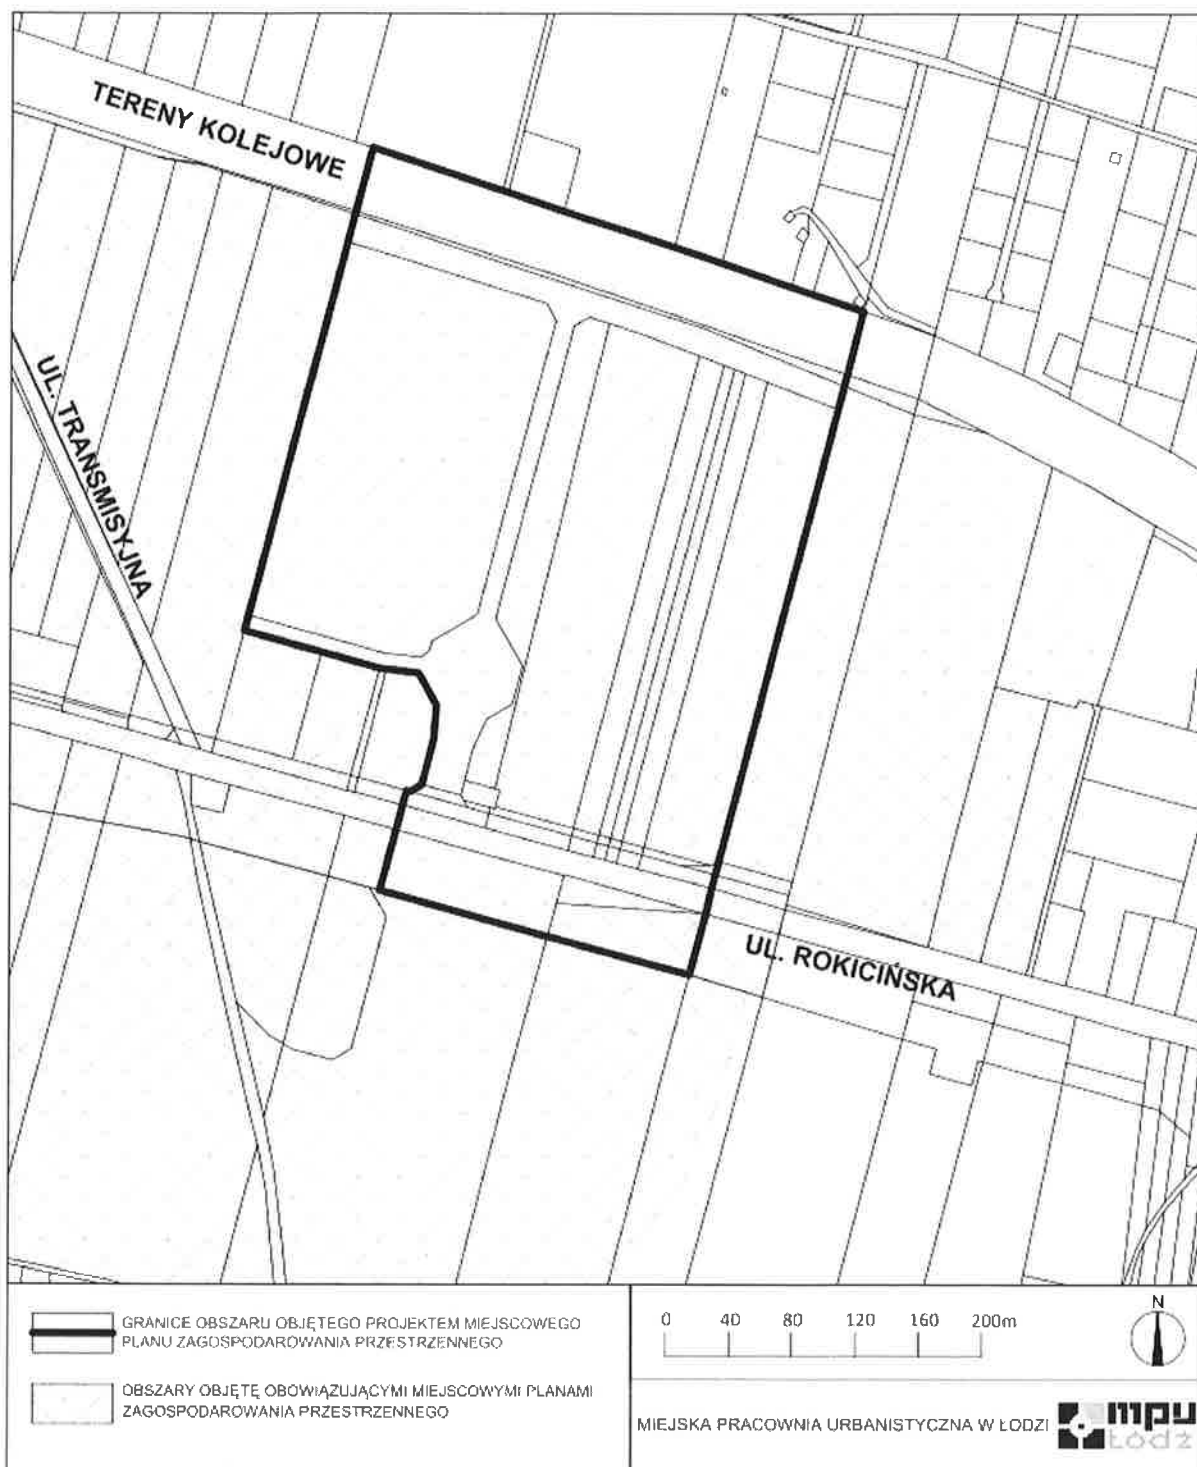 TERENY KOLEJOWE
UL. TRANSMISYJNA
UL. ROKICIŃSKA
GRANICE OBSZARU OBJĘTEGO PROJEKTEM MIEJSCOWEGO
PLANU ZAGOSPODAROWANIA PRZESTRZENNEGO
OBSZARY OBJĘTE OBOWIĄZUJĄCYMI MIEJSCOWYMI PLANAMI
ZAGOSPODAROWANIA PRZESTRZENNEGO
0 40 80 120 160 200m
N
MIEJSKA PRACOWNIA URBANISTYCZNA W ŁODZI
mpu
Łódź